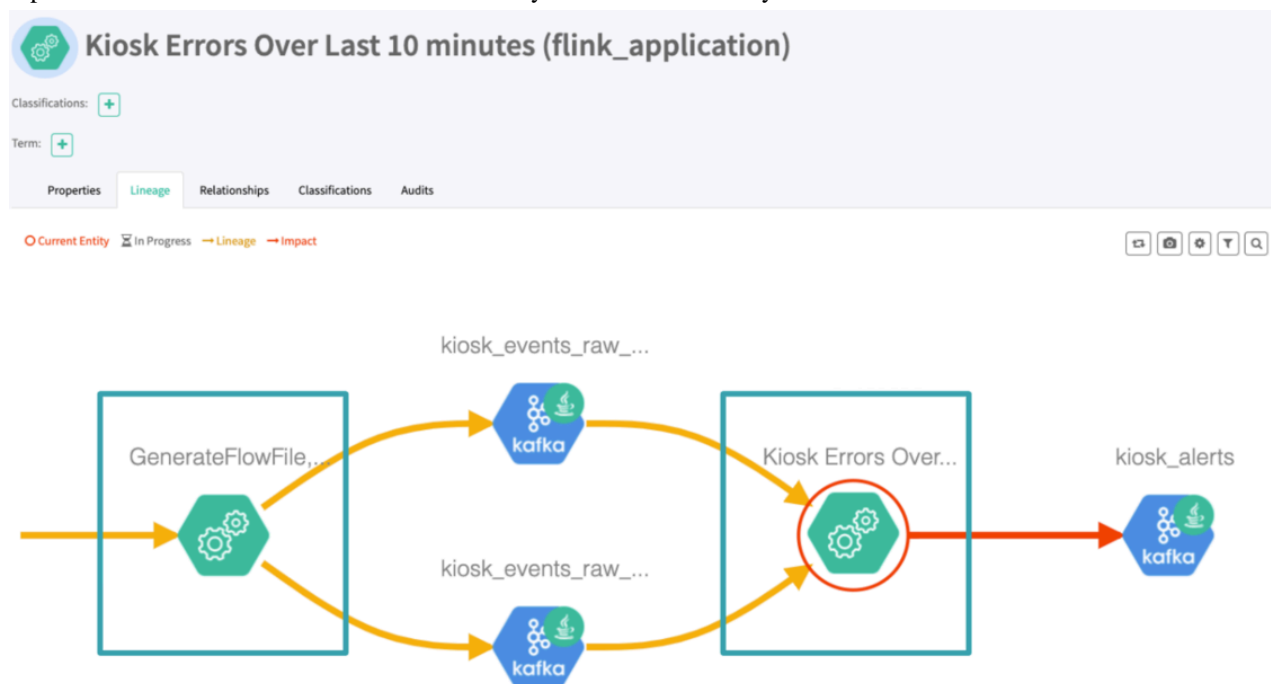 Kiosk Errors Over Last 10 minutes (flink_application)
Classifications: +
Term: +
Properties Lineage Relationships Classifications Audits
Current Entity In Progress Lineage Impact
kiosk_events_raw_...
kafka
GenerateFlowFile,...
Kiosk Errors Over...
kiosk_alerts
kafka
kiosk_events_raw_...
kafka